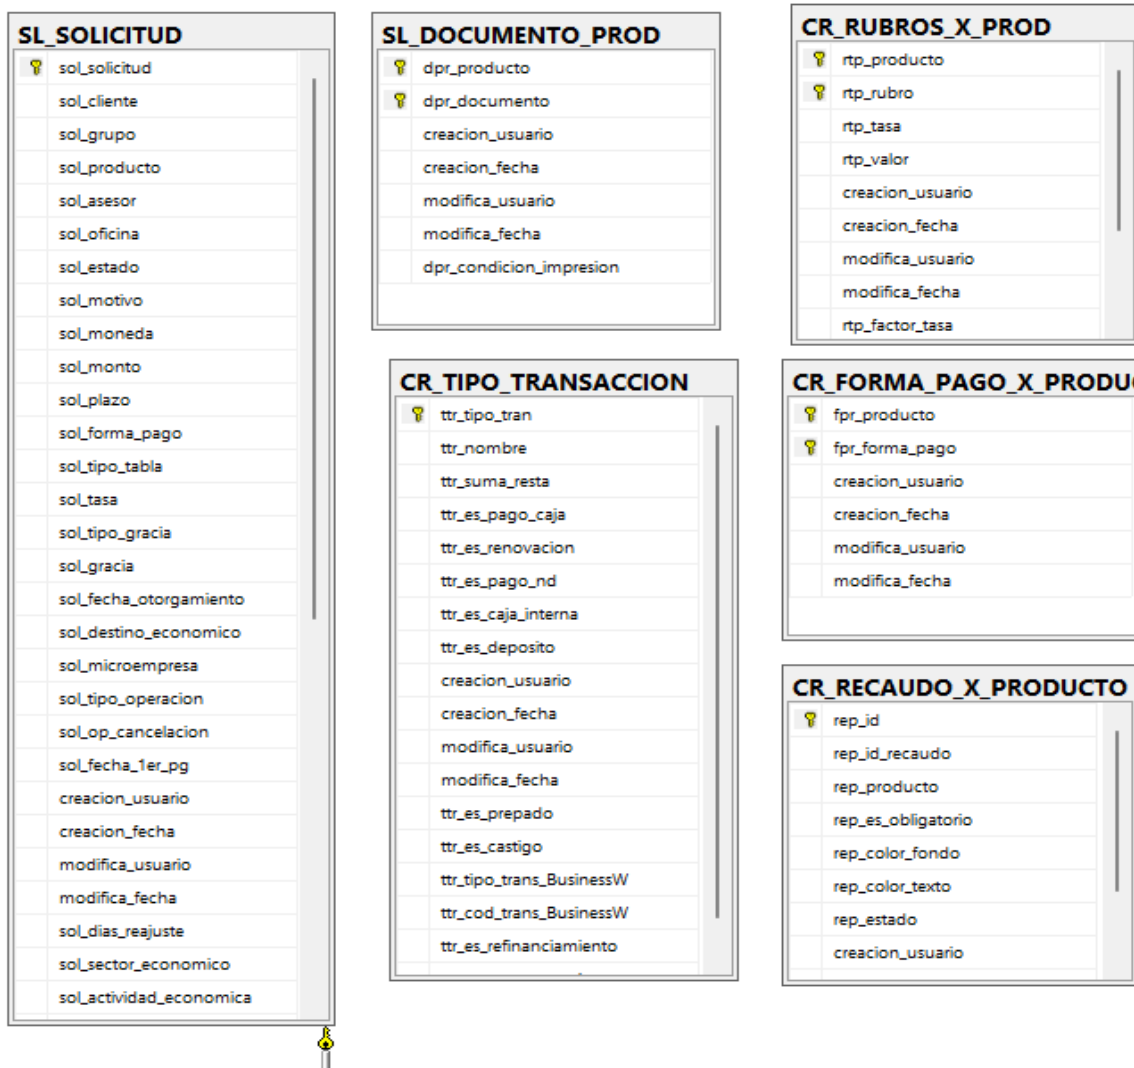 SL_SOLICITUD
sol_solicitud
sol_cliente
sol_grupo
sol_producto
sol_asesor
sol_oficina
sol_estado
sol_motivo
sol_moneda
sol_monto
sol_plazo
sol_forma_pago
sol_tipo_tabla
sol_tasa
sol_tipo_gracia
sol_gracia
sol_fecha_otorgamiento
sol_destino_economico
sol_microempresa
sol_tipo_operacion
sol_op_cancelacion
sol_fecha_1er_pg
creacion_usuario
creacion_fecha
modifica_usuario
modifica_fecha
sol_dias_reajuste
sol_sector_economico
sol_actividad_economica
SL_DOCUMENTO_PROD
dpr_producto
dpr_documento
creacion_usuario
creacion_fecha
modifica_usuario
modifica_fecha
dpr_condicion_impresion
CR_TIPO_TRANSACCION
ttr_tipo_tran
ttr_nombre
ttr_suma_resta
ttr_es_pago_caja
ttr_es_renovacion
ttr_es_pago_nd
ttr_es_caja_interna
ttr_es_deposito
creacion_usuario
creacion_fecha
modifica_usuario
modifica_fecha
ttr_es_prepado
ttr_es_castigo
ttr_tipo_trans_BusinessW
ttr_cod_trans_BusinessW
ttr_es_refinanciamiento
CR_RUBROS_X_PROD
rtp_producto
rtp_rubro
rtp_tasa
rtp_valor
creacion_usuario
creacion_fecha
modifica_usuario
modifica_fecha
rtp_factor_tasa
CR_FORMA_PAGO_X_PRODU
fpr_producto
fpr_forma_pago
creacion_usuario
creacion_fecha
modifica_usuario
modifica_fecha
CR_RECAUDO_X_PRODUCTO
rep_id
rep_id_recaudo
rep_producto
rep_es_obligatorio
rep_color_fondo
rep_color_texto
rep_estado
creacion_usuario